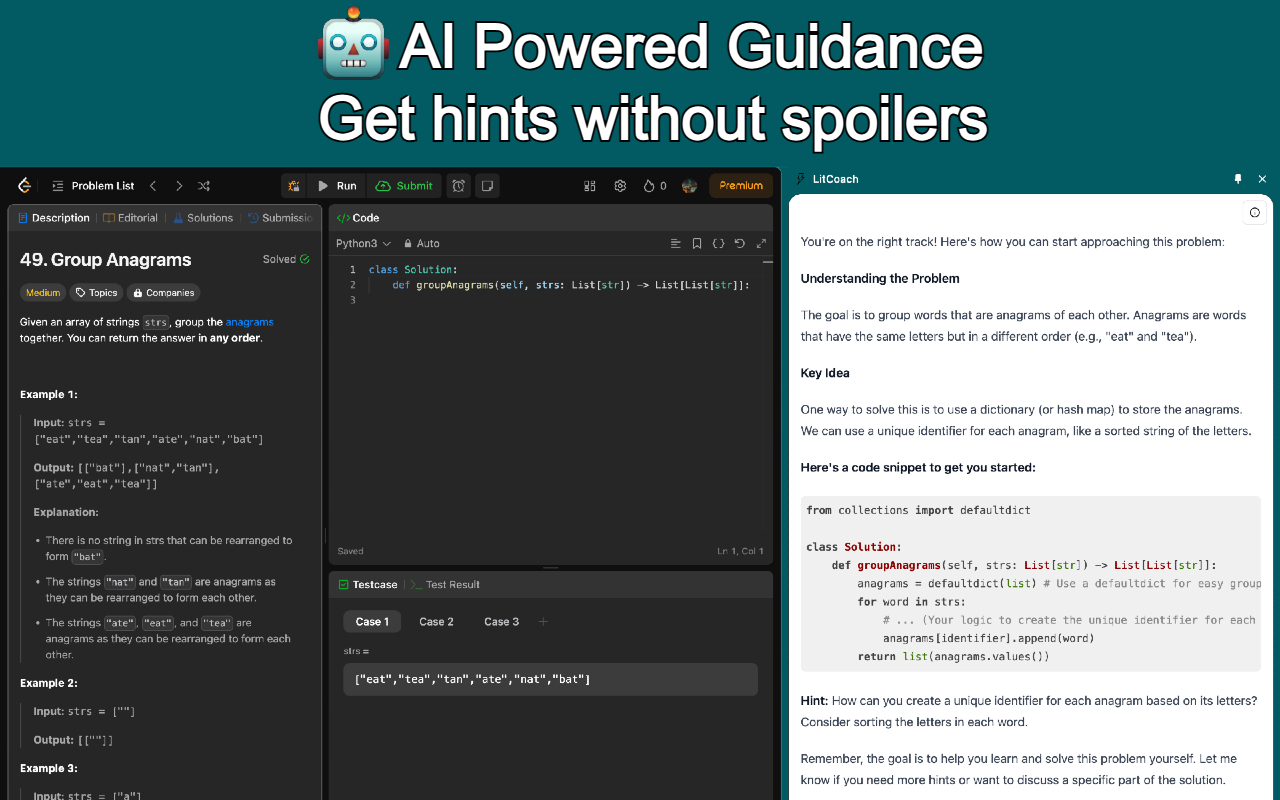 AI Powered Guidance
Get hints without spoilers
Problem List
Run
Submit
0
Premium
LitCoach
Description
Editorial
Solutions
Submissio
Code
Python3
Auto
49. Group Anagrams
Solved
Medium
Topics
Companies
Given an array of strings strs, group the anagrams
together. You can return the answer in any order.
Example 1:
Input: strs =
["eat","tea","tan","ate","nat","bat"]
Output: [["bat"],["nat","tan"],
["ate","eat","tea"]]
Explanation:
• There is no string in strs that can be rearranged to
form "bat".
• The strings "nat" and "tan" are anagrams as
they can be rearranged to form each other.
• The strings "ate", "eat", and "tea" are
anagrams as they can be rearranged to form each
other.
Example 2:
Input: strs = [""]
Output: [[""]]
Example 3:
Input: strs = ["a"]
1 class Solution:
2     def groupAnagrams(self, strs: List[str]) -> List[List[str]]:
3
Saved
Ln 1, Col 1
Testcase
Test Result
Case 1
Case 2
Case 3
+
strs =
["eat","tea","tan","ate","nat","bat"]
You're on the right track! Here's how you can start approaching this problem:
Understanding the Problem
The goal is to group words that are anagrams of each other. Anagrams are words
that have the same letters but in a different order (e.g., "eat" and "tea").
Key Idea
One way to solve this is to use a dictionary (or hash map) to store the anagrams.
We can use a unique identifier for each anagram, like a sorted string of the letters.
Here's a code snippet to get you started:
from collections import defaultdict
class Solution:
    def groupAnagrams(self, strs: List[str]) -> List[List[str]]:
        anagrams = defaultdict(list) # Use a defaultdict for easy group
        for word in strs:
            # ... (Your logic to create the unique identifier for each
            anagrams[identifier].append(word)
        return list(anagrams.values())
Hint: How can you create a unique identifier for each anagram based on its letters?
Consider sorting the letters in each word.
Remember, the goal is to help you learn and solve this problem yourself. Let me
know if you need more hints or want to discuss a specific part of the solution.